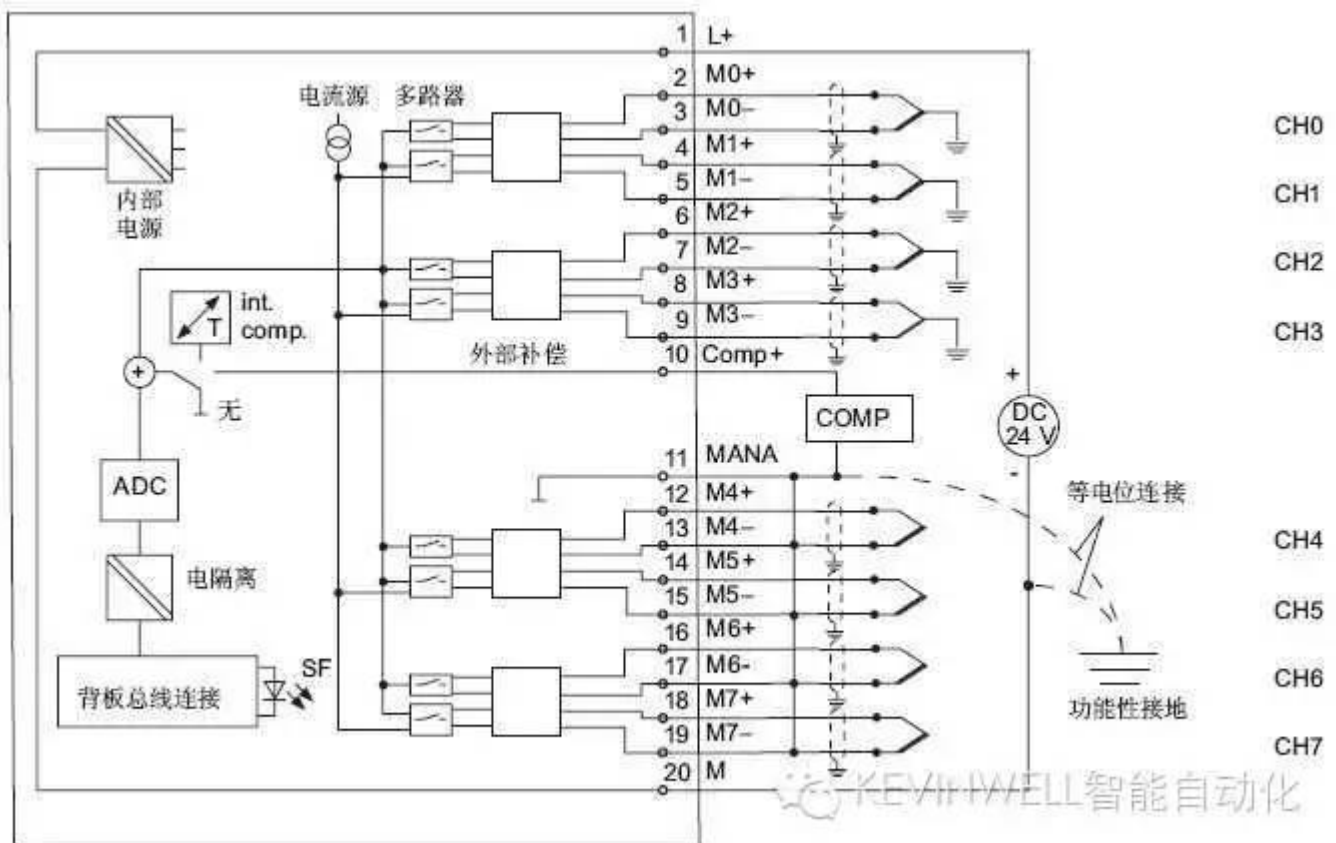 1 L+
2 M0+
电流源 多路器
3 M0–
CH0
4 M1+
5 M1–
CH1
内部
电源
6 M2+
7 M2–
CH2
8 M3+
int.
comp.
T
9 M3–
CH3
外部补偿
10 Comp+
+
+
无
COMP
DC
24 V
-
11 MANA
ADC
12 M4+
等电位连接
13 M4–
CH4
14 M5+
电隔离
15 M5–
CH5
16 M6+
SF
17 M6-
CH6
背板总线连接
18 M7+
功能性接地
19 M7–
CH7
20 M
KEVINWELL智能自动化